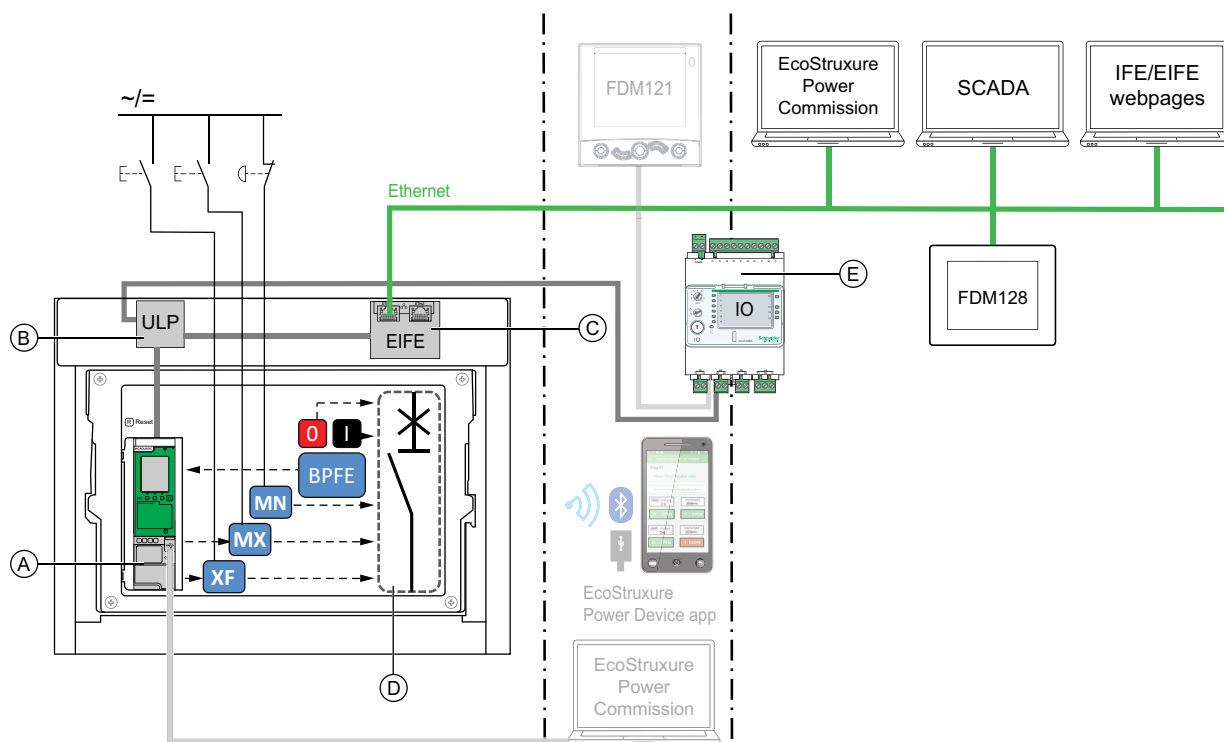 FDM121
EcoStruxure
Power
Commission
SCADA
IFE/EIFE
webpages
~/=
Ethernet
E
IO
FDM128
B
ULP
EIFE
C
R Reset
0
I
BPFE
MN
MX
XF
A
D
EcoStruxure
Power Device app
EcoStruxure
Power
Commission